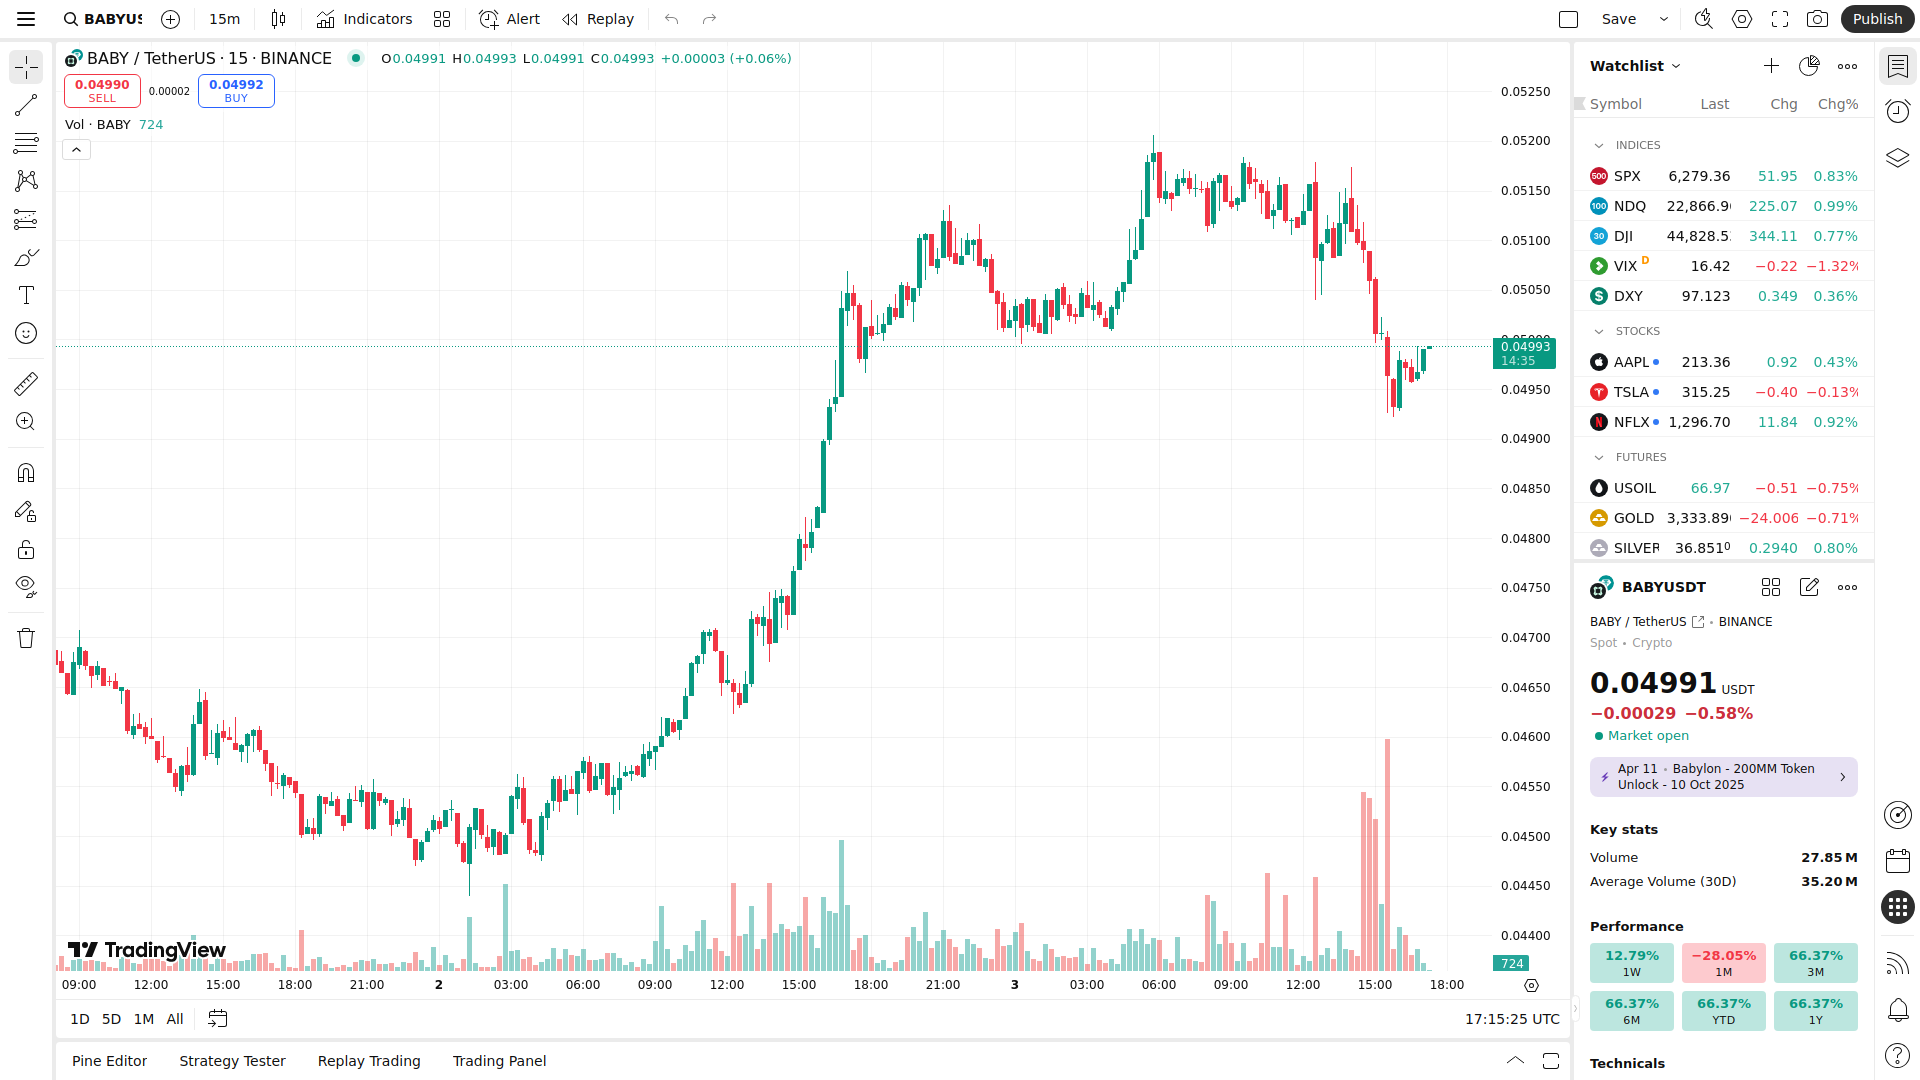 BABYUS
15m
Indicators
Alert
Replay
Save
Publish
BABY / TetherUS · 15 · BINANCE
O0.04991 H0.04993 L0.04991 C0.04993 +0.00003 (+0.06%)
0.04990
SELL
0.00002
0.04992
BUY
Vol · BABY 724
0.05250
0.05200
0.05150
0.05100
0.05050
0.04993
14:35
0.04950
0.04900
0.04850
0.04800
0.04750
0.04700
0.04650
0.04600
0.04550
0.04500
0.04450
0.04400
724
TradingView
09:00 12:00 15:00 18:00 21:00 2 03:00 06:00 09:00 12:00 15:00 18:00 21:00 3 03:00 06:00 09:00 12:00 15:00 18:00
1D 5D 1M All
17:15:25 UTC
Pine Editor Strategy Tester Replay Trading Trading Panel
Watchlist
Symbol Last Chg Chg%
INDICES
500 SPX 6,279.36 51.95 0.83%
100 NDQ 22,866.9 225.07 0.99%
30 DJI 44,828.5 344.11 0.77%
VIX D 16.42 −0.22 −1.32%
DXY 97.123 0.349 0.36%
STOCKS
AAPL 213.36 0.92 0.43%
TSLA 315.25 −0.40 −0.13%
NFLX 1,296.70 11.84 0.92%
FUTURES
USOIL 66.97 −0.51 −0.75%
GOLD 3,333.89 −24.006 −0.71%
SILVER 36.8510 0.2940 0.80%
BABYUSDT
BABY / TetherUS • BINANCE
Spot • Crypto
0.04991 USDT
−0.00029 −0.58%
Market open
Apr 11 • Babylon - 200MM Token
Unlock - 10 Oct 2025
Key stats
Volume 27.85 M
Average Volume (30D) 35.20 M
Performance
12.79% −28.05% 66.37%
1W 1M 3M
66.37% 66.37% 66.37%
6M YTD 1Y
Technicals